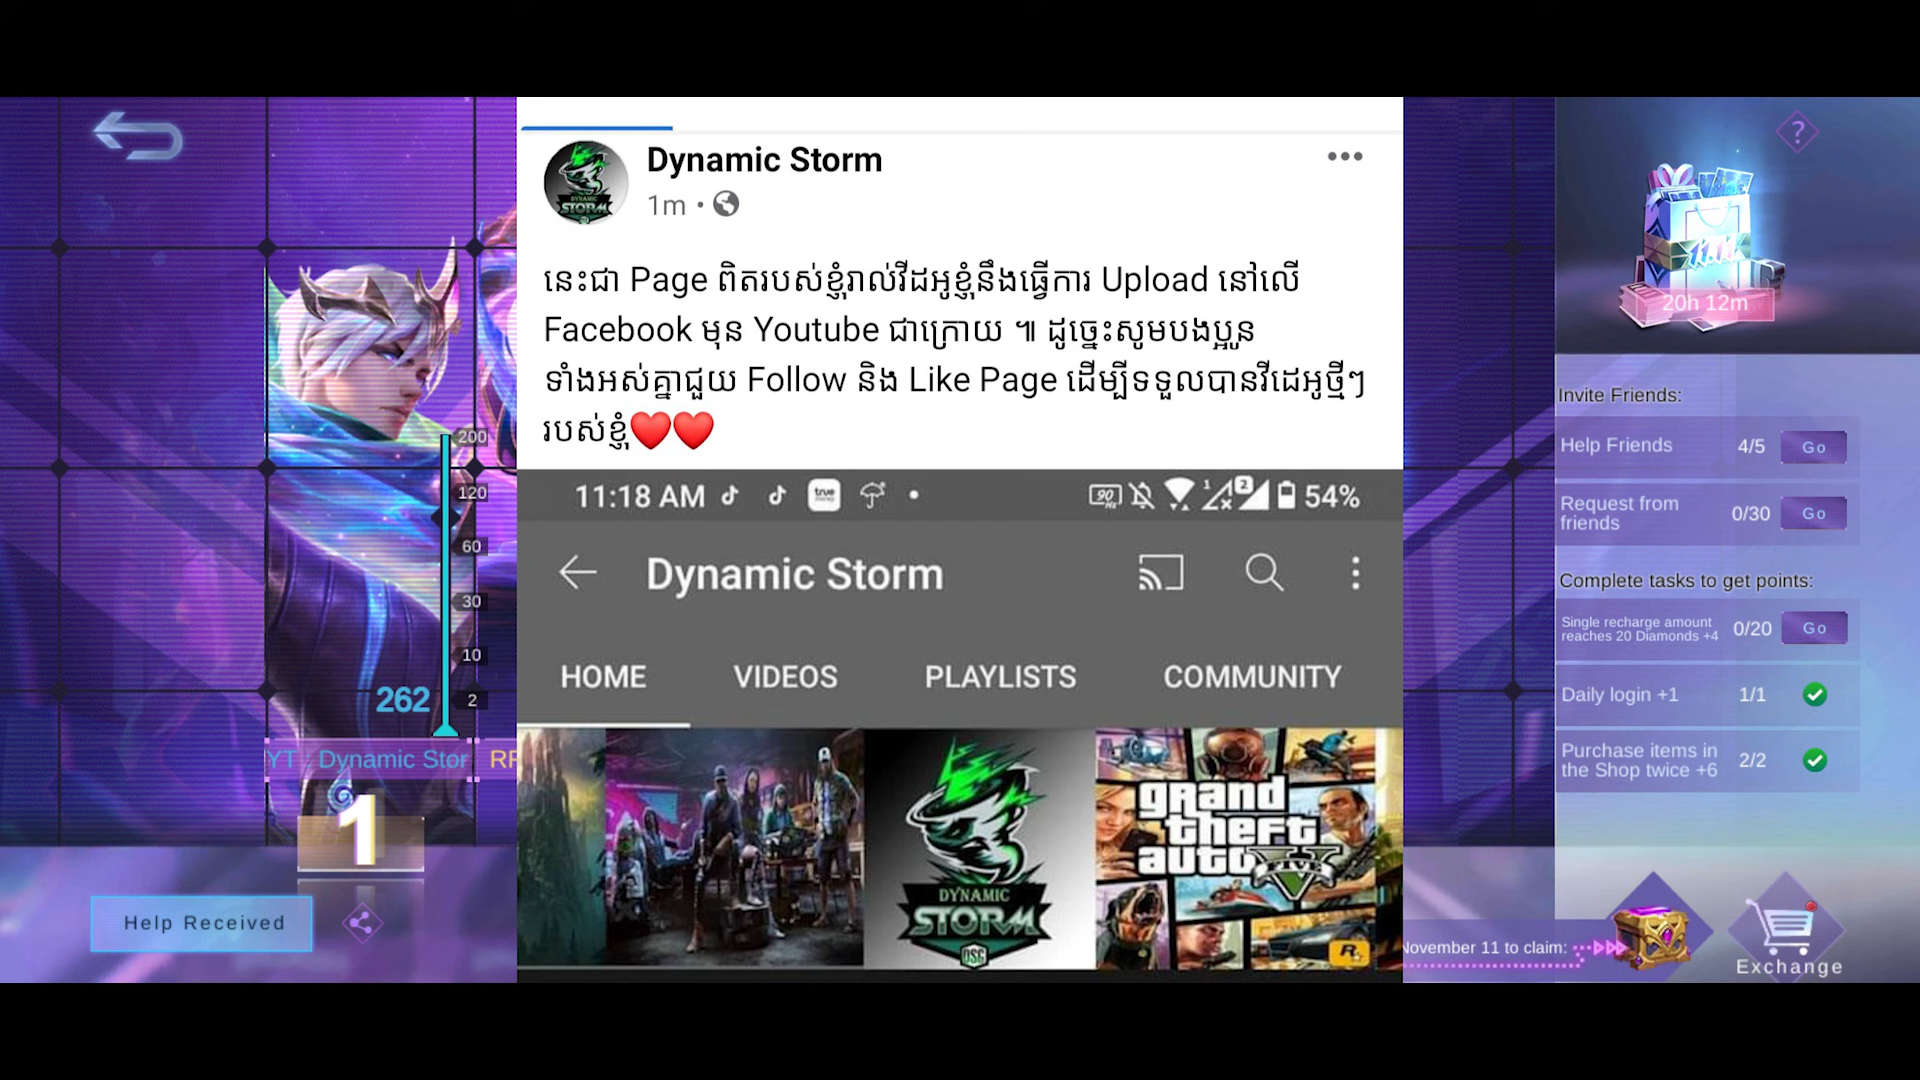 Dynamic Storm
1m
នេះជា Page ពិតរបស់ខ្ញុំរាល់វីដអូខ្ញុំនឹងធ្វើការ Upload នៅលើ
Facebook មុន Youtube ជាក្រោយ ៕ ដូច្នេះសូមបងប្អូន
ទាំងអស់គ្នាជួយ Follow និង Like Page ដើម្បីទទួលបានវីដេអូថ្មីៗ
របស់ខ្ញុំ❤️❤️
11:18 AM
true
90
Hz
1
2
54%
Dynamic Storm
HOME
VIDEOS
PLAYLISTS
COMMUNITY
DYNAMIC
STORM
DSG
grand
theft
auto
FIVE
R
200
120
60
30
10
2
262
YT : Dynamic Stor
1
Help Received
?
20h 12m
Invite Friends:
Help Friends 4/5 Go
Request from
friends 0/30 Go
Complete tasks to get points:
Single recharge amount
reaches 20 Diamonds +4 0/20 Go
Daily login +1 1/1
Purchase items in
the Shop twice +6 2/2
November 11 to claim:
Exchange